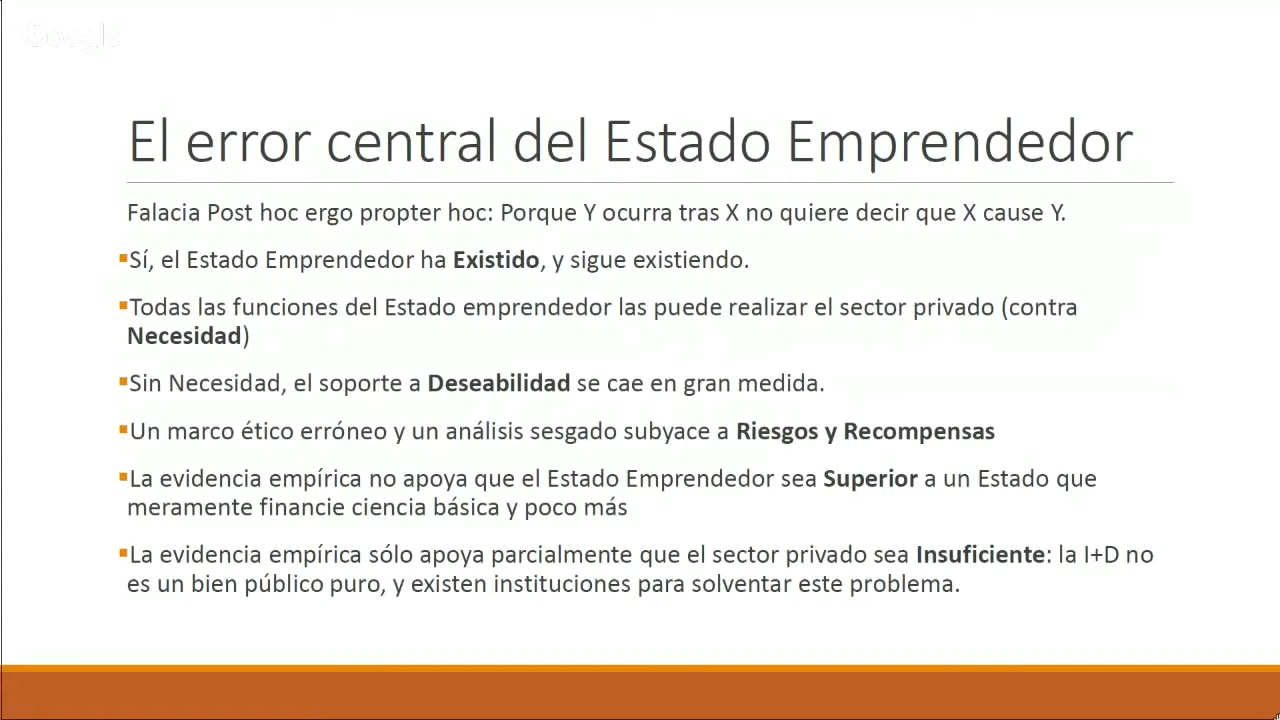 El error central del Estado Emprendedor
Falacia Post hoc ergo propter hoc: Porque Y ocurra tras X no quiere decir que X cause Y.
Sí, el Estado Emprendedor ha Existido, y sigue existiendo.
Todas las funciones del Estado emprendedor las puede realizar el sector privado (contra
Necesidad)
Sin Necesidad, el soporte a Deseabilidad se cae en gran medida.
Un marco ético erróneo y un análisis sesgado subyace a Riesgos y Recompensas
La evidencia empírica no apoya que el Estado Emprendedor sea Superior a un Estado que
meramente financie ciencia básica y poco más
La evidencia empírica sólo apoya parcialmente que el sector privado sea Insuficiente: la I+D no
es un bien público puro, y existen instituciones para solventar este problema.